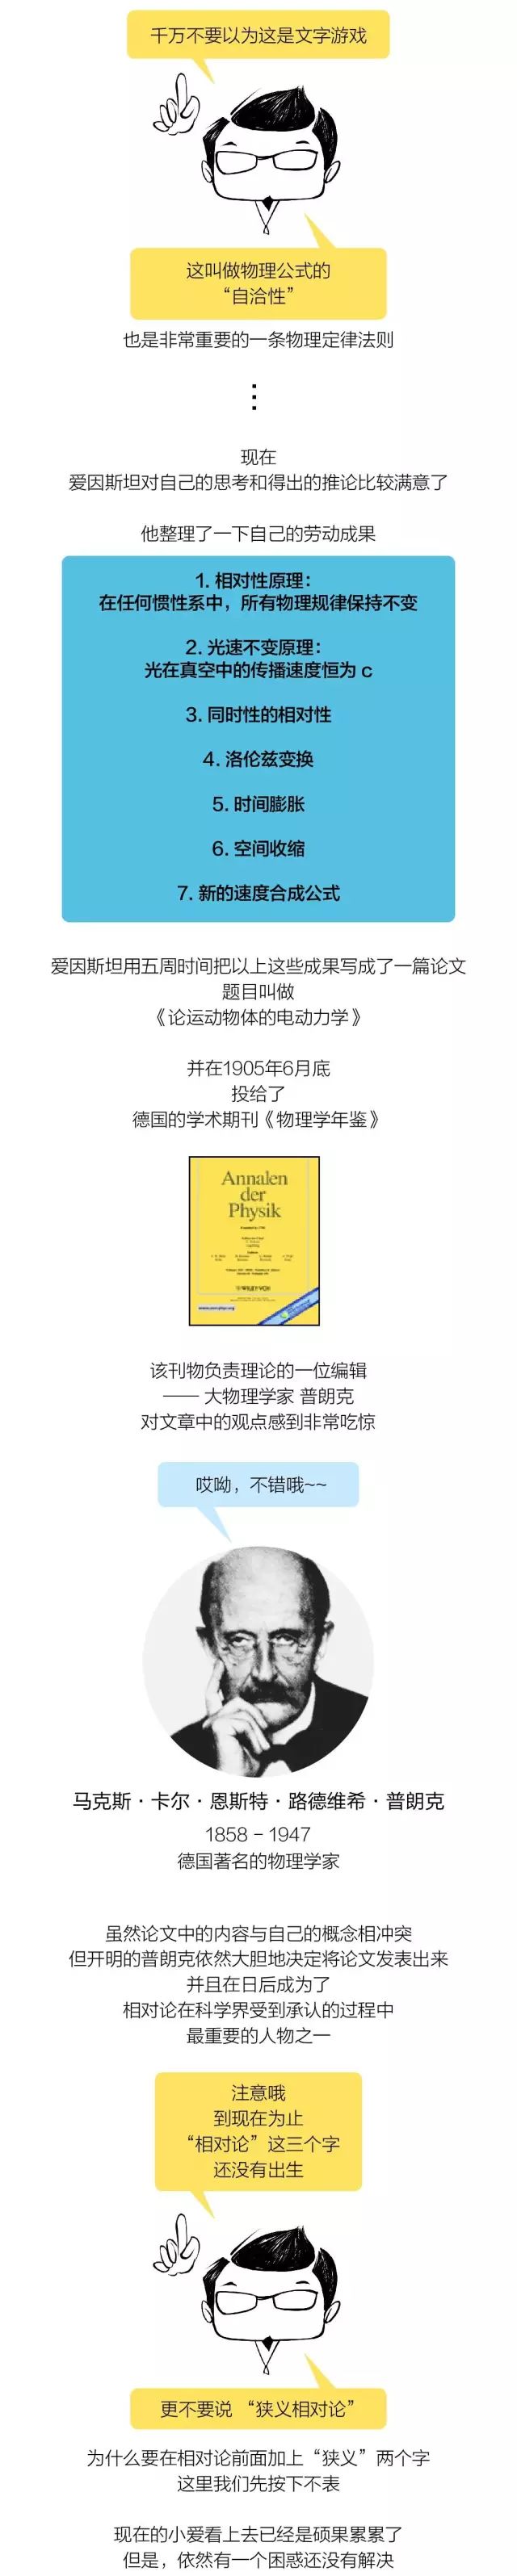 千万不要以为这是文字游戏
这叫做物理公式的
“自洽性”
也是非常重要的一条物理定律法则
现在
爱因斯坦对自己的思考和得出的推论比较满意了
他整理了一下自己的劳动成果
1. 相对性原理：
在任何惯性系中，所有物理规律保持不变
2. 光速不变原理：
光在真空中的传播速度恒为 c
3. 同时性的相对性
4. 洛伦兹变换
5. 时间膨胀
6. 空间收缩
7. 新的速度合成公式
爱因斯坦用五周时间把以上这些成果写成了一篇论文
题目叫做
《论运动物体的电动力学》
并在1905年6月底
投给了
德国的学术期刊《物理学年鉴》
Annalen
der
Physik
WILEY-VCH
该刊物负责理论的一位编辑
—— 大物理学家 普朗克
对文章中的观点感到非常吃惊
哎呦，不错哦~~
马克斯·卡尔·恩斯特·路德维希·普朗克
1858 - 1947
德国著名的物理学家
虽然论文中的内容与自己的概念相冲突
但开明的普朗克依然大胆地决定将论文发表出来
并且在日后成为了
相对论在科学界受到承认的过程中
最重要的人物之一
注意哦
到现在为止
“相对论”这三个字
还没有出生
更不要说 “狭义相对论”
为什么要在相对论前面加上“狭义”两个字
这里我们先按下不表
现在的小爱看上去已经是硕果累累了
但是，依然有一个困惑还没有解决